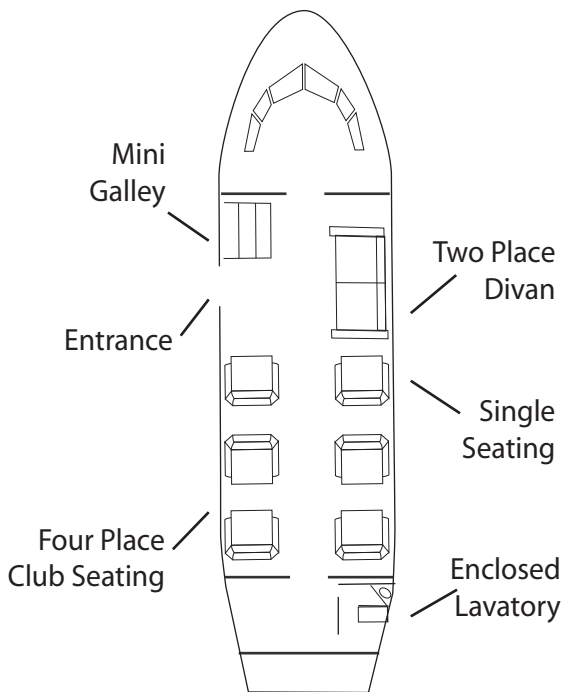 Mini
Galley
Two Place
Divan
Entrance
Single
Seating
Four Place
Club Seating
Enclosed
Lavatory